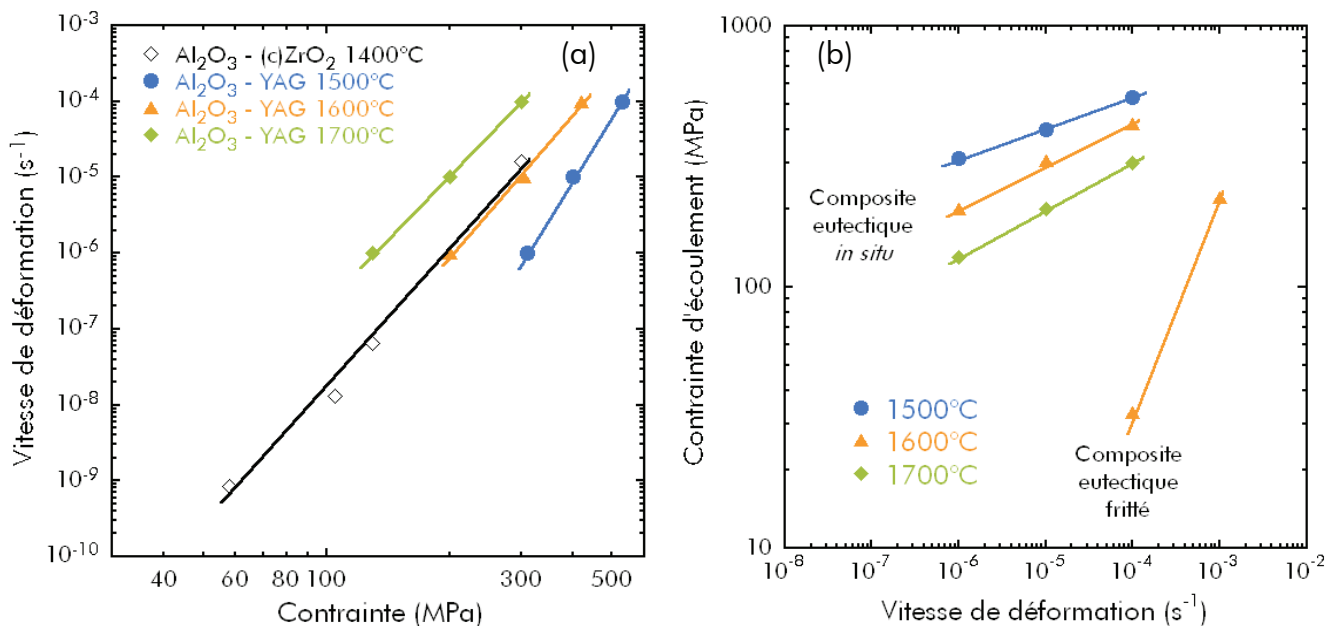 (a)
Al₂O₃ - (c)ZrO₂ 1400°C
Al₂O₃ - YAG 1500°C
Al₂O₃ - YAG 1600°C
Al₂O₃ - YAG 1700°C
Vitesse de déformation (s⁻¹)
10⁻³
10⁻⁴
10⁻⁵
10⁻⁶
10⁻⁷
10⁻⁸
10⁻⁹
10⁻¹⁰
40 60 80 100 300 500
Contrainte (MPa)
(b)
Contrainte d'écoulement (MPa)
1000
100
10
Composite
eutectique
in situ
1500°C
1600°C
1700°C
Composite
eutectique
fritté
10⁻⁸ 10⁻⁷ 10⁻⁶ 10⁻⁵ 10⁻⁴ 10⁻³ 10⁻²
Vitesse de déformation (s⁻¹)